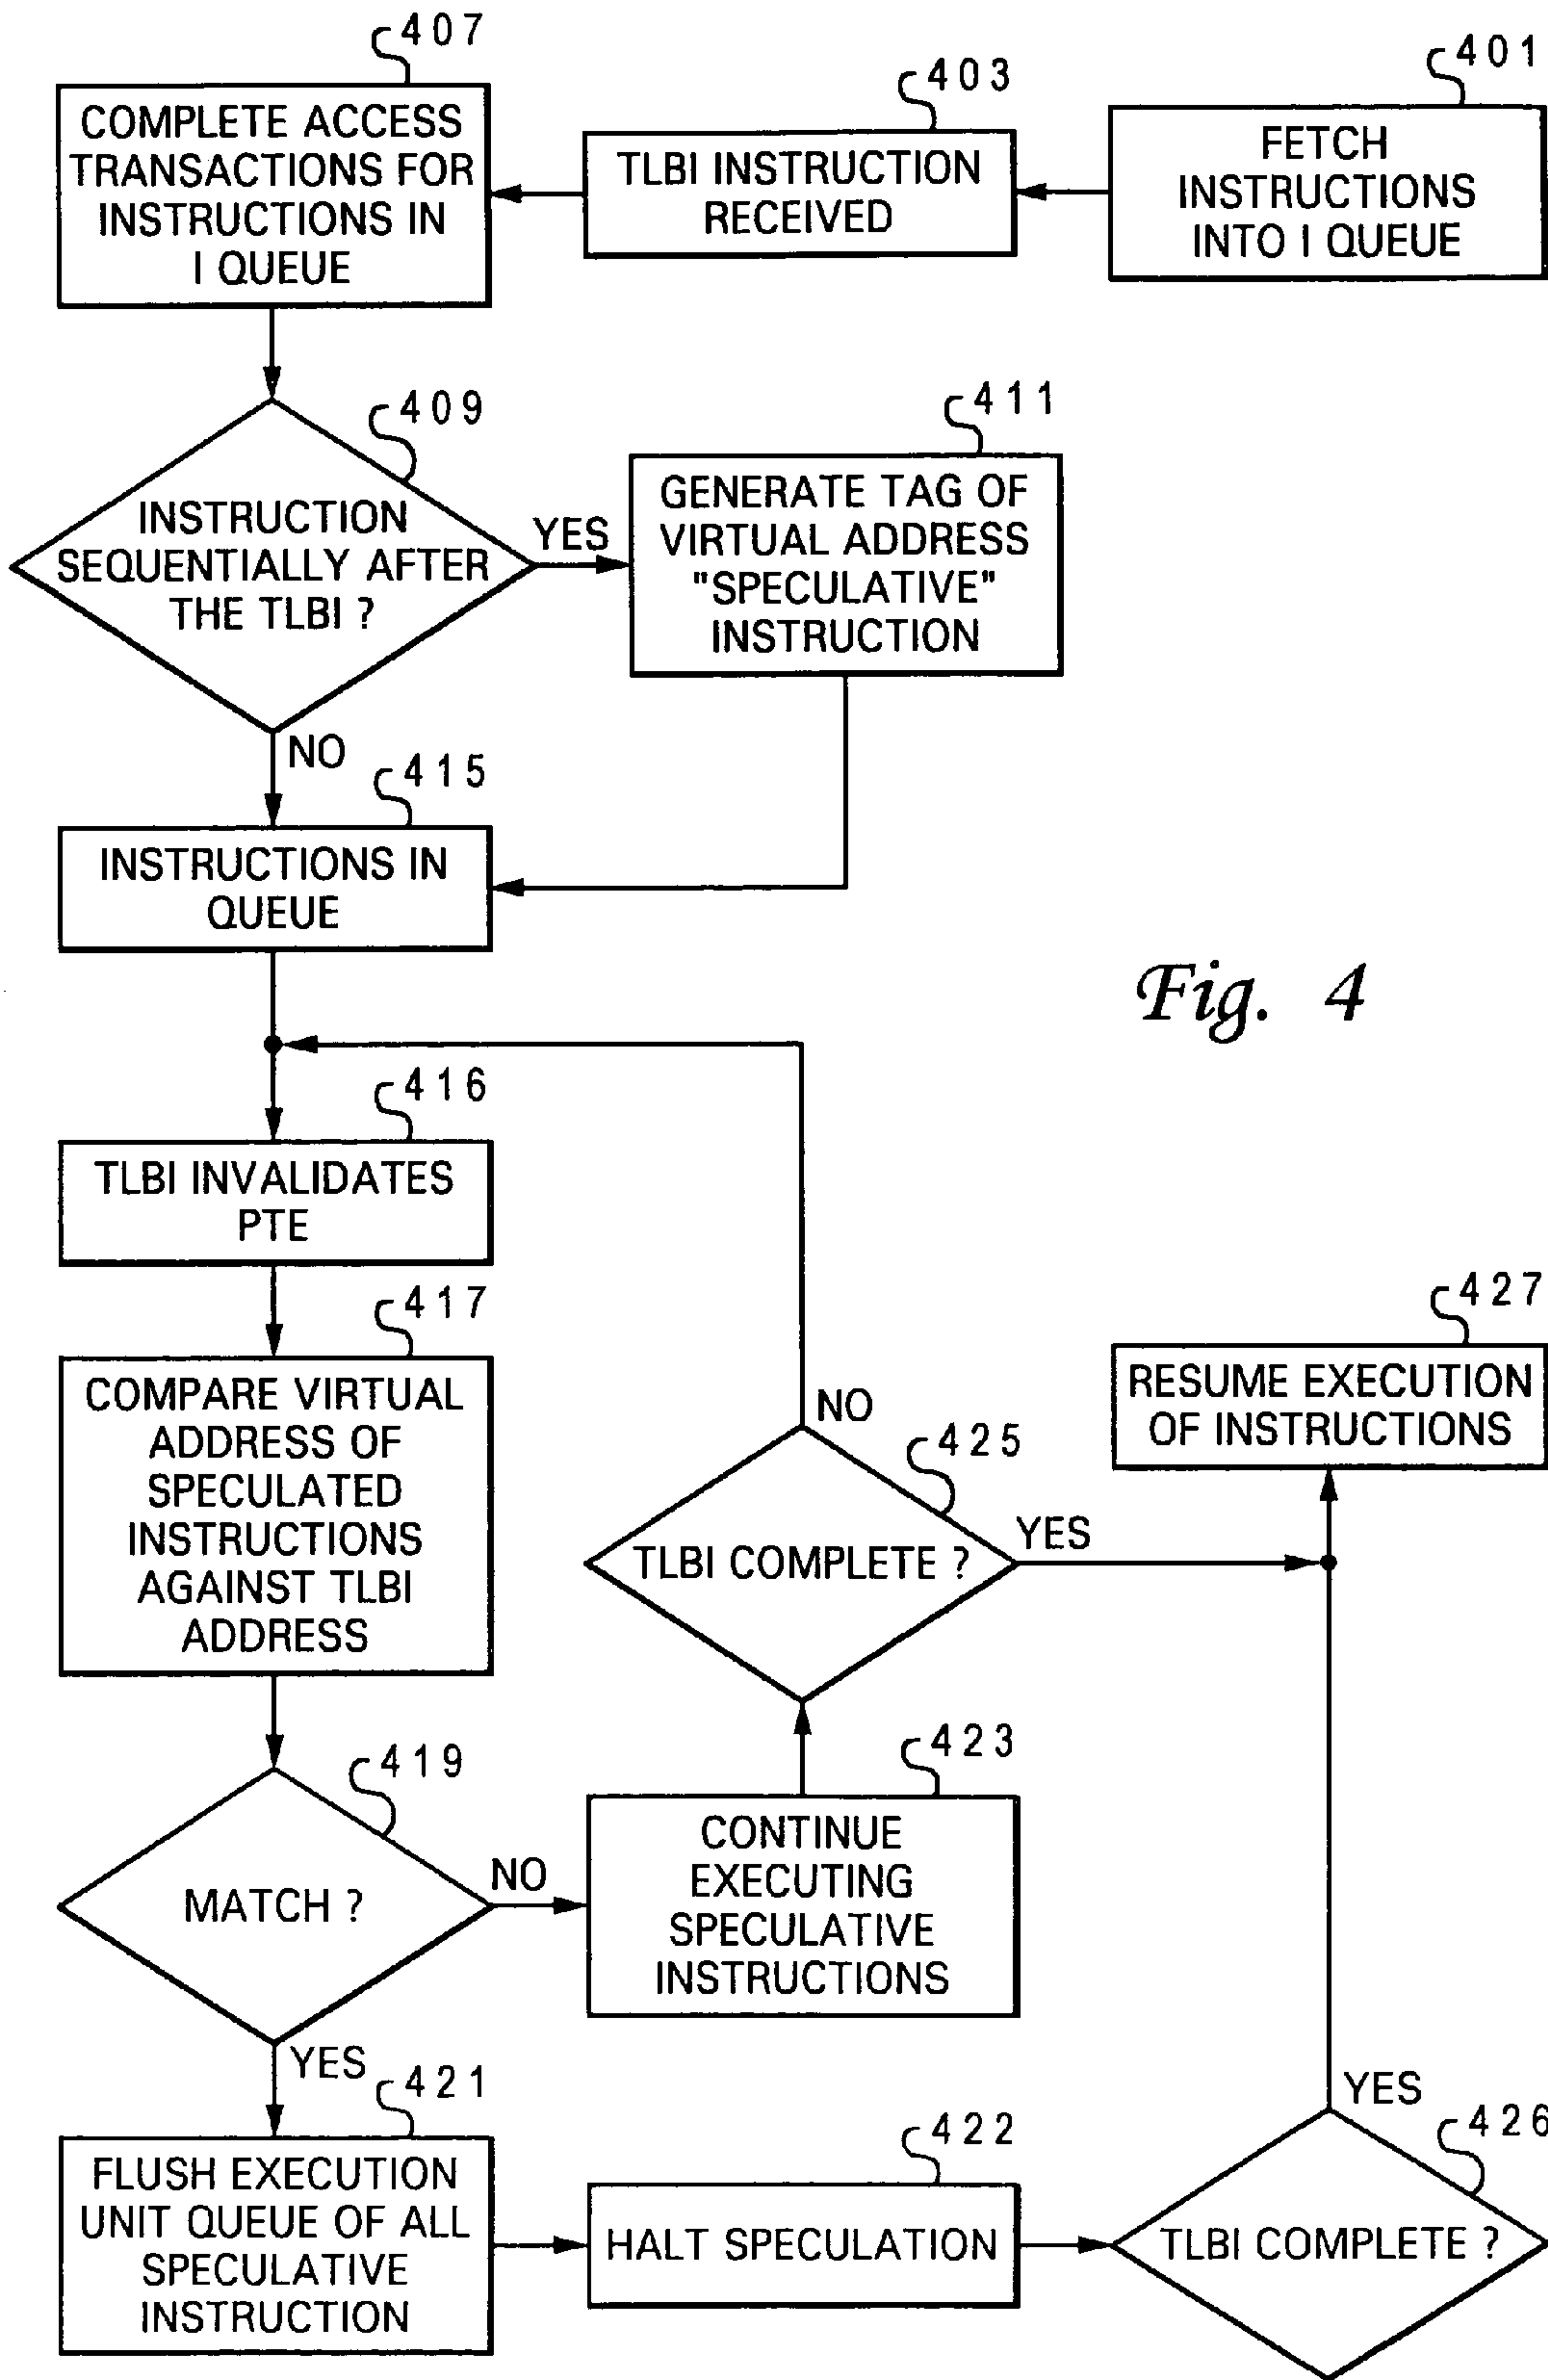 407
COMPLETE ACCESS
TRANSACTIONS FOR
INSTRUCTIONS IN
I QUEUE
403
TLBI INSTRUCTION
RECEIVED
401
FETCH
INSTRUCTIONS
INTO I QUEUE
409
INSTRUCTION
SEQUENTIALLY AFTER
THE TLBI ?
YES
NO
411
GENERATE TAG OF
VIRTUAL ADDRESS
"SPECULATIVE"
INSTRUCTION
415
INSTRUCTIONS IN
QUEUE
Fig. 4
416
TLBI INVALIDATES
PTE
417
COMPARE VIRTUAL
ADDRESS OF
SPECULATED
INSTRUCTIONS
AGAINST TLBI
ADDRESS
NO
425
TLBI COMPLETE ?
YES
427
RESUME EXECUTION
OF INSTRUCTIONS
419
MATCH ?
NO
YES
423
CONTINUE
EXECUTING
SPECULATIVE
INSTRUCTIONS
421
FLUSH EXECUTION
UNIT QUEUE OF ALL
SPECULATIVE
INSTRUCTION
422
HALT SPECULATION
YES
426
TLBI COMPLETE ?